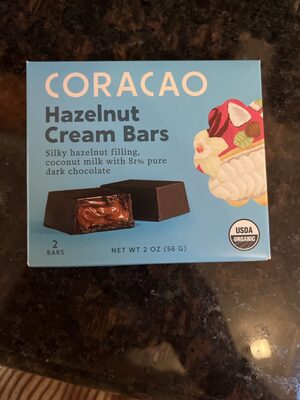 CORACAO
Hazelnut
Cream Bars
Silky hazelnut filling,
coconut milk with 81% pure
dark chocolate
2
BARS
NET WT 2 OZ (56 G)
USDA
ORGANIC